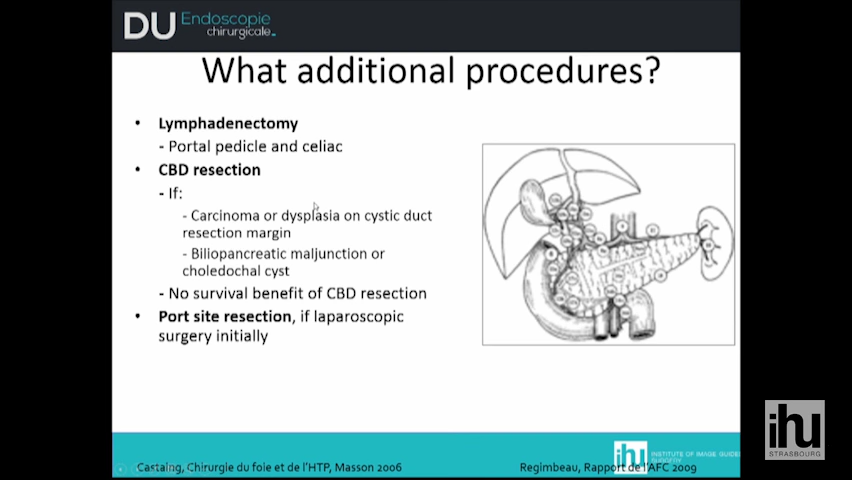 DU Endoscopie
chirurgicale.
What additional procedures?
• Lymphadenectomy
- Portal pedicle and celiac
• CBD resection
- If:
- Carcinoma or dysplasia on cystic duct
resection margin
- Biliopancreatic maljunction or
choledochal cyst
- No survival benefit of CBD resection
• Port site resection, if laparoscopic
surgery initially
ihu
STRASBOURG
ihu
INSTITUTE OF IMAGE GUIDED
SURGERY
Castaing, Chirurgie du foie et de l'HTP, Masson 2006
Regimbeau, Rapport de l'AFC 2009